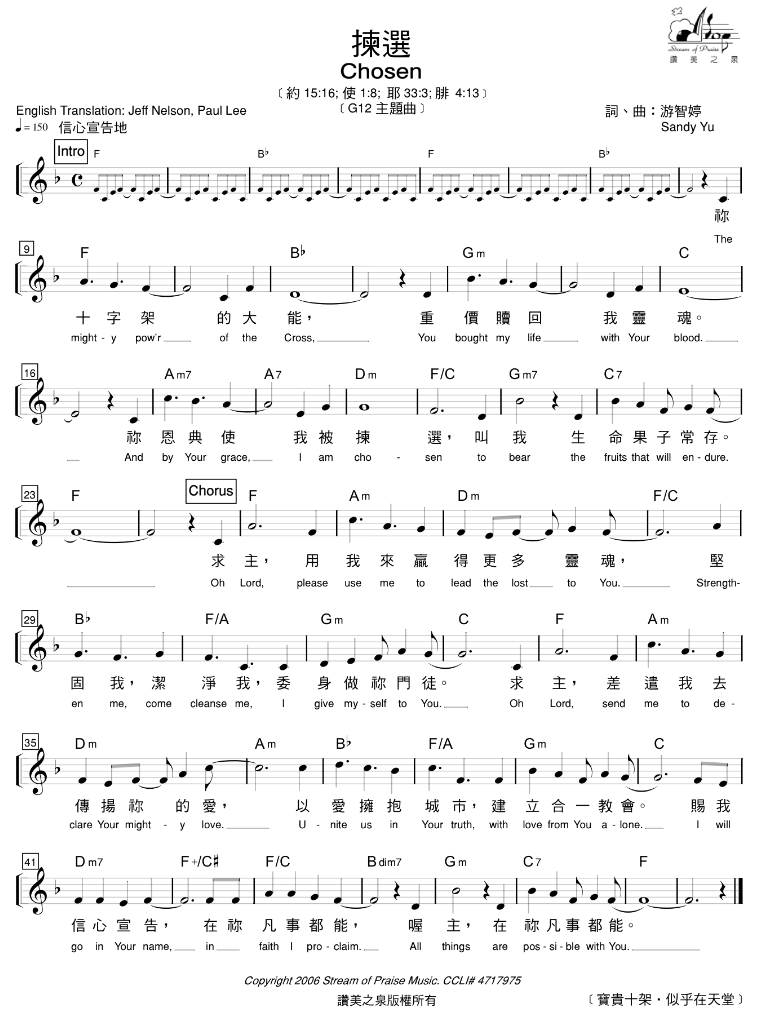 Stream of Praise
讚美之泉
揀選
Chosen
〔約 15:16; 使 1:8; 耶 33:3; 腓 4:13〕
〔G12 主題曲〕
English Translation: Jeff Nelson, Paul Lee
詞、曲：游智婷
♩= 150 信心宣告地
Sandy Yu
Intro
F B♭ F B♭
祢
The
9
F B♭ Gm C
十 字 架 的 大 能， 重 價 贖 回 我 靈 魂。
might - y pow'r of the Cross,____ You bought my life____ with Your blood.____
16
Am7 A7 Dm F/C Gm7 C7
祢 恩 典 使 我 被 揀 選，叫 我 生 命 果 子 常 存。
____ And by Your grace,____ I am cho - sen to bear the fruits that will en - dure.
23
Chorus
F F Am Dm F/C
求 主， 用 我 來 贏 得 更 多 靈 魂， 堅
____ Oh Lord, please use me to lead the lost____ to You.____ Strength-
29
B♭ F/A Gm C F Am
固 我，潔 淨 我，委 身 做 祢 門 徒。 求 主， 差 遣 我 去
en me, come cleanse me, I give my - self to You.____ Oh Lord, send me to de -
35
Dm Am B♭ F/A Gm C
傳 揚 祢 的 愛， 以 愛 擁 抱 城 市，建 立 合 一 教 會。 賜 我
clare Your might - y love.____ U - nite us in Your truth, with love from You a - lone.____ I will
41
Dm7 F+/C♯ F/C Bdim7 Gm C7 F
信 心 宣 告， 在 祢 凡 事 都 能， 喔 主，在 祢 凡 事 都 能。
go in Your name,____ in____ faith I pro - claim. All things are pos - si - ble with You.____
Copyright 2006 Stream of Praise Music. CCLI# 4717975
讚美之泉版權所有
〔寶貴十架‧似乎在天堂〕